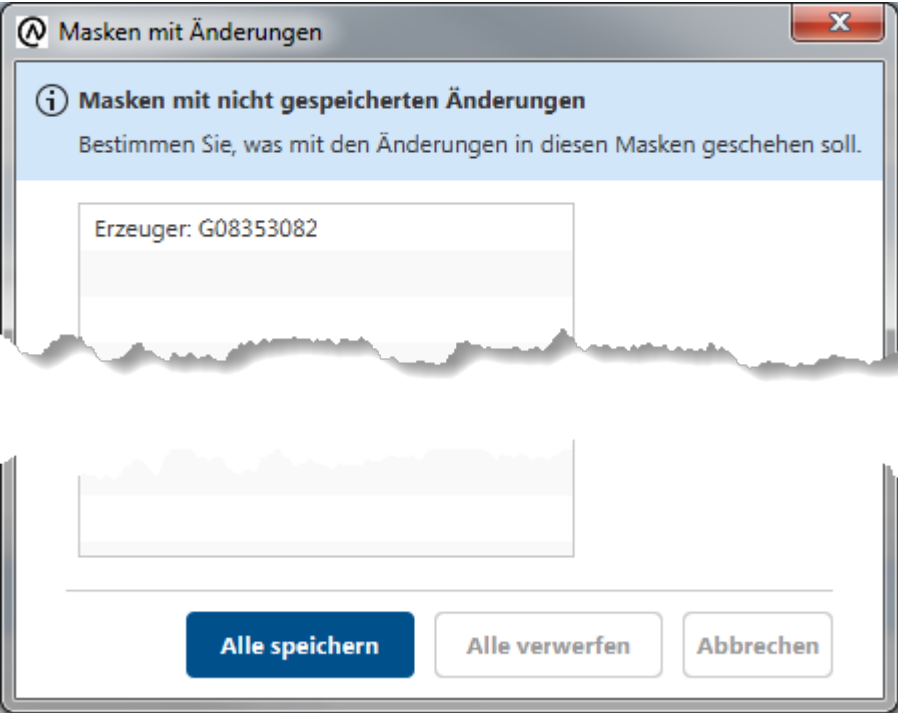 Masken mit Änderungen
Masken mit nicht gespeicherten Änderungen
Bestimmen Sie, was mit den Änderungen in diesen Masken geschehen soll.
Erzeuger: G08353082
Alle speichern
Alle verwerfen
Abbrechen